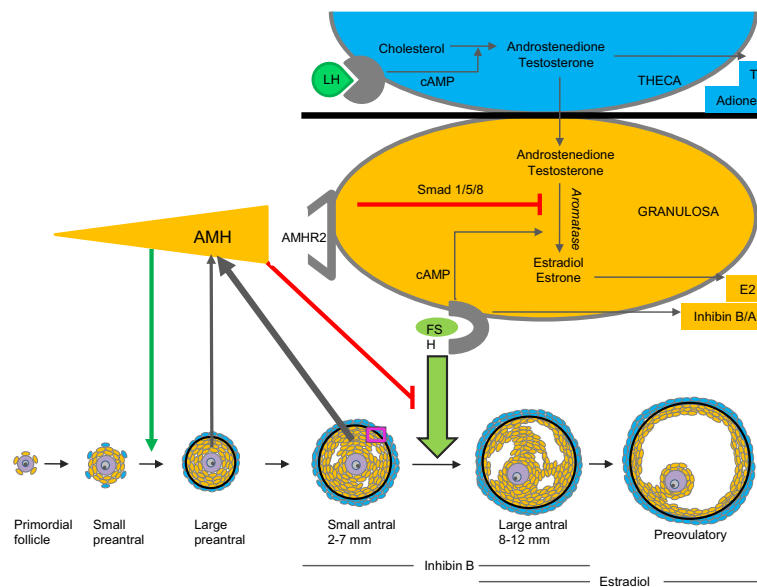 Cholesterol
Androstenedione
Testosterone
LH
cAMP
THECA
T
Adione
Androstenedione
Testosterone
Smad 1/5/8
Aromatase
GRANULOSA
AMH
AMHR2
cAMP
Estradiol
Estrone
E2
Inhibin B/A
FS
H
Primordial
follicle
Small
preantral
Large
preantral
Small antral
2-7 mm
Large antral
8-12 mm
Preovulatory
Inhibin B
Estradiol